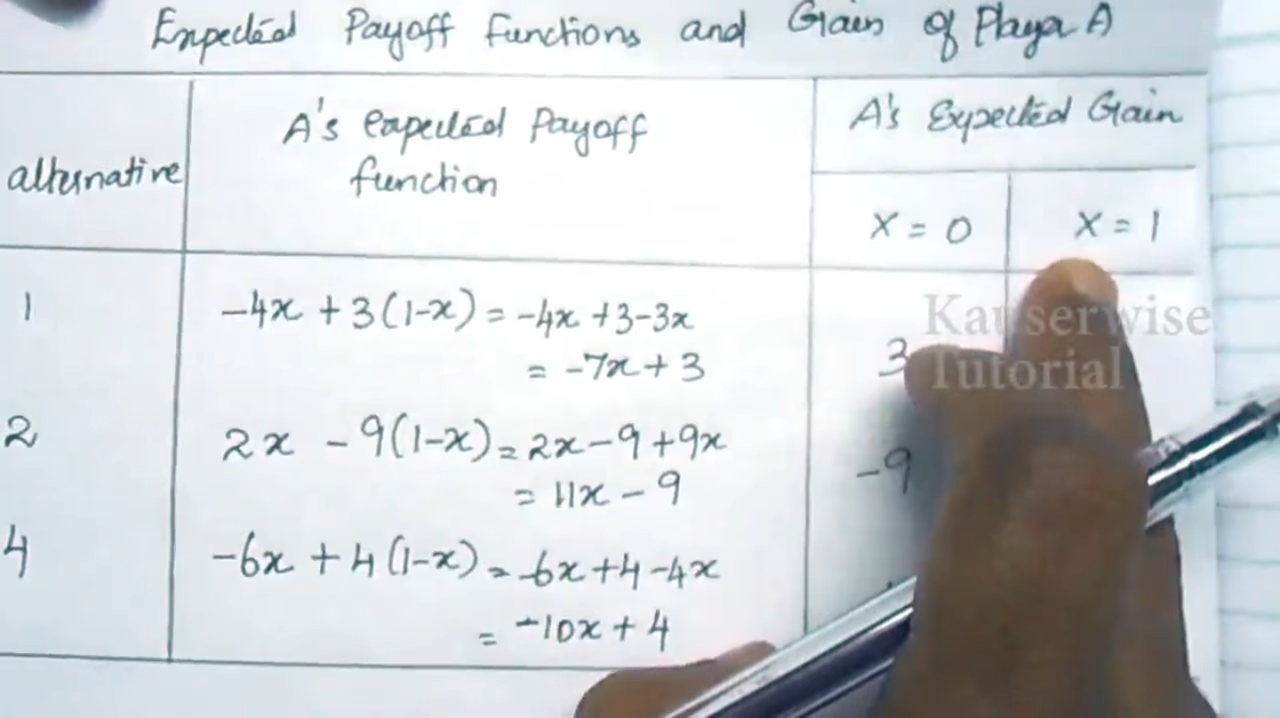 Expected Payoff functions and Gain of Player A
alternative
A's expected Payoff
function
A's Expected Gain
X = 0
X = 1
1
-4x + 3(1-x) = -4x + 3 - 3x
= -7x + 3
3
2
2x - 9(1-x) = 2x - 9 + 9x
= 11x - 9
-9
4
-6x + 4(1-x) = -6x + 4 - 4x
= -10x + 4
Kauserwise
Tutorial